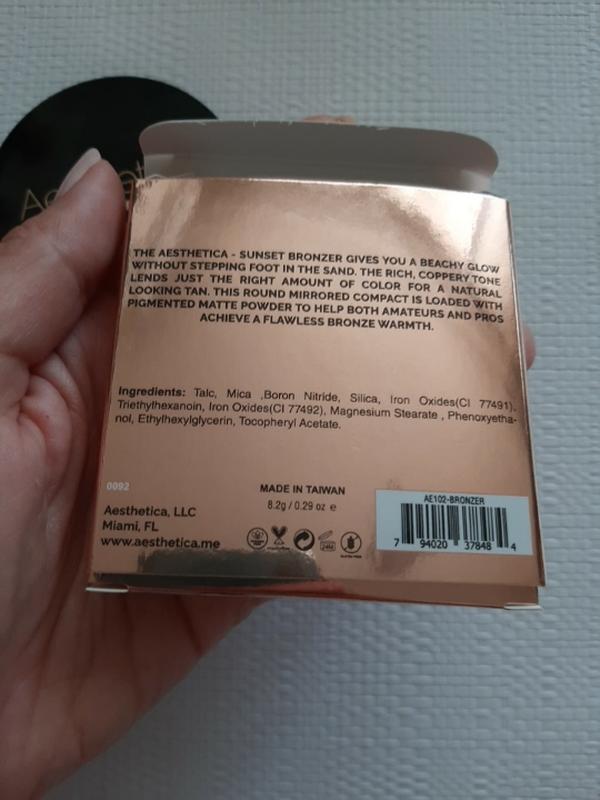 THE AESTHETICA - SUNSET BRONZER GIVES YOU A BEACHY GLOW
WITHOUT STEPPING FOOT IN THE SAND. THE RICH, COPPERY TONE
LENDS JUST THE RIGHT AMOUNT OF COLOR FOR A NATURAL
LOOKING TAN. THIS ROUND MIRRORED COMPACT IS LOADED WITH
PIGMENTED MATTE POWDER TO HELP BOTH AMATEURS AND PROS
ACHIEVE A FLAWLESS BRONZE WARMTH.
Ingredients: Talc, Mica ,Boron Nitride, Silica, Iron Oxides(CI 77491),
Triethylhexanoin, Iron Oxides(CI 77492), Magnesium Stearate , Phenoxyetha-
nol, Ethylhexylglycerin, Tocopheryl Acetate.
0092
MADE IN TAIWAN
8.2g / 0.29 oz e
Aesthetica, LLC
Miami, FL
www.aesthetica.me
24M
GLUTEN FREE
AE102-BRONZER
7 94020 37848 4